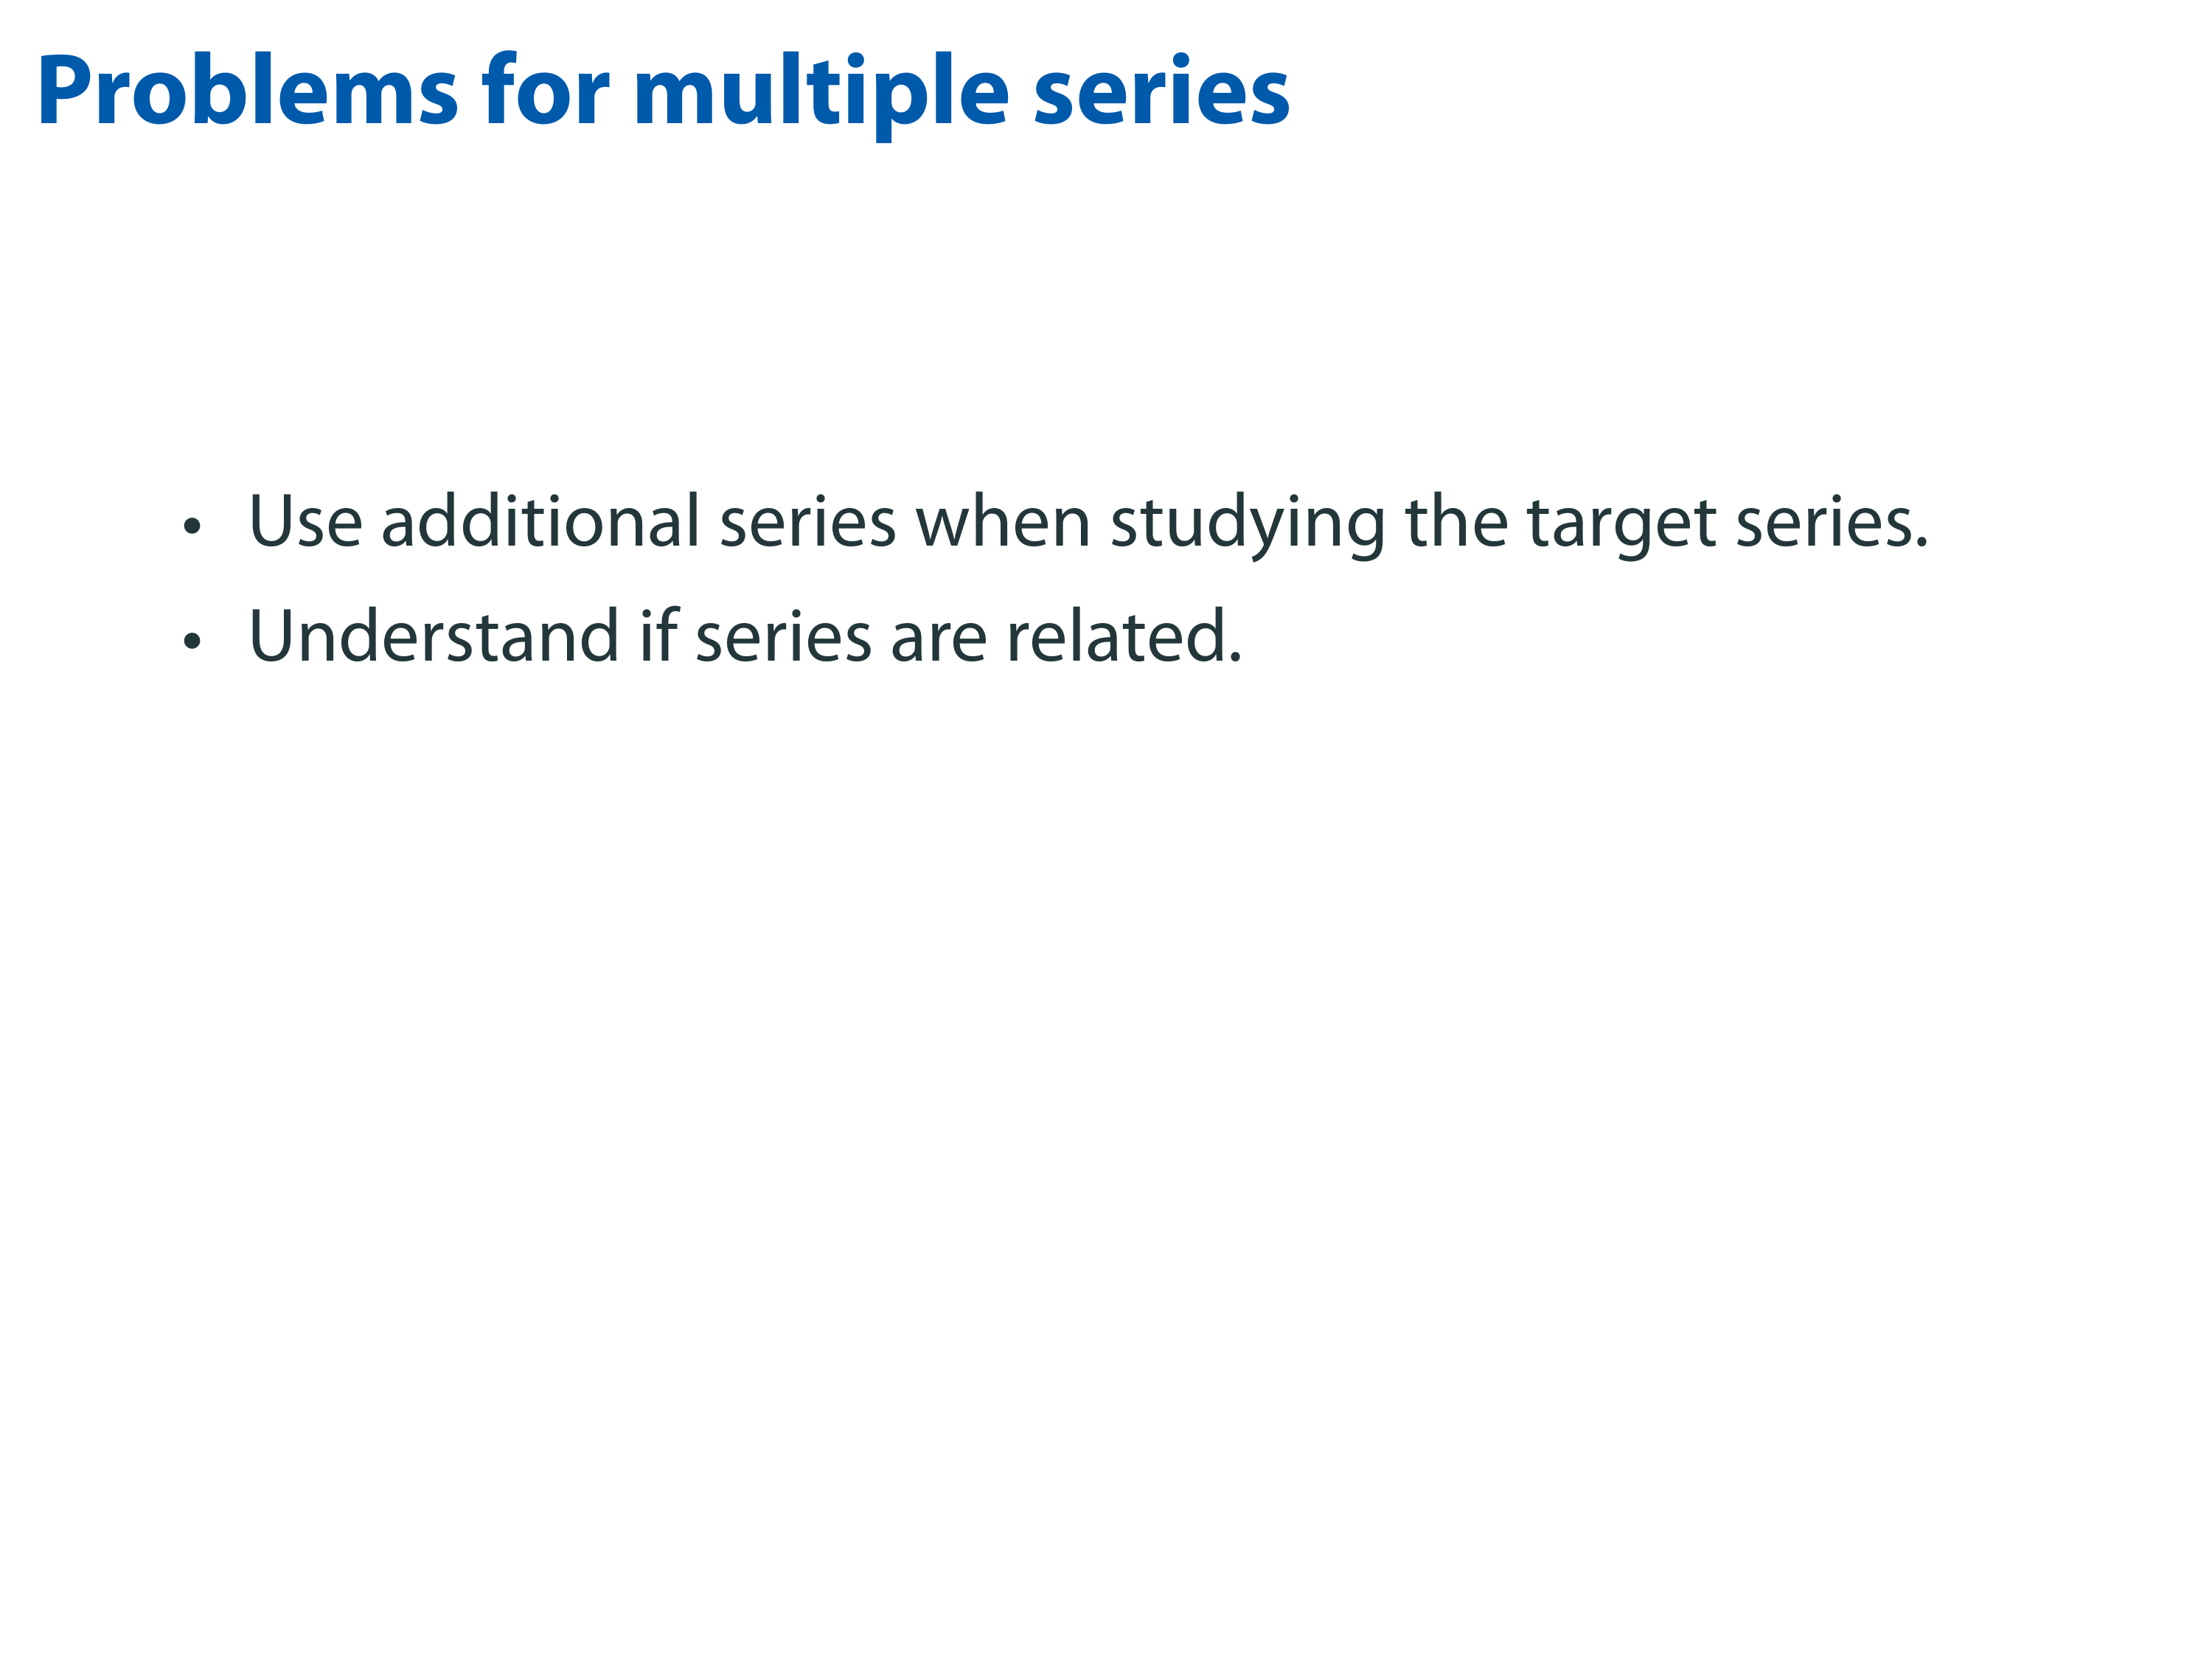 Problems for multiple series
• Use additional series when studying the target series.
• Understand if series are related.